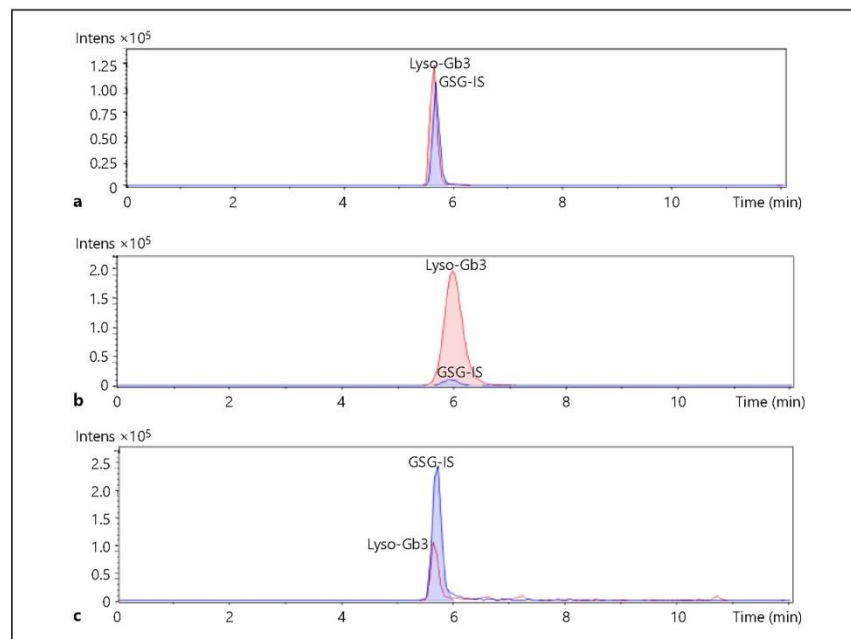 Intens ×10⁵
1.25
Lyso-Gb3
GSG-IS
1.00
0.75
0.50
0.25
0
a
0 2 4 6 8 10 Time (min)
Intens ×10⁵
2.0
Lyso-Gb3
1.5
1.0
0.5
GSG-IS
0
b
0 2 4 6 8 10 Time (min)
Intens ×10⁵
GSG-IS
2.5
2.0
1.5
Lyso-Gb3
1.0
0.5
0
c
0 2 4 6 8 10 Time (min)